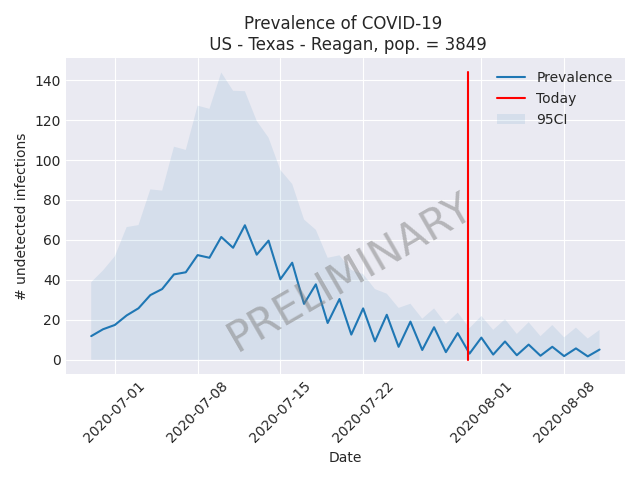 Prevalence of COVID-19
US - Texas - Reagan, pop. = 3849
140
120
100
80
60
40
20
0
# undetected infections
Prevalence
Today
95CI
PRELIMINARY
2020-07-01
2020-07-08
2020-07-15
2020-07-22
2020-08-01
2020-08-08
Date